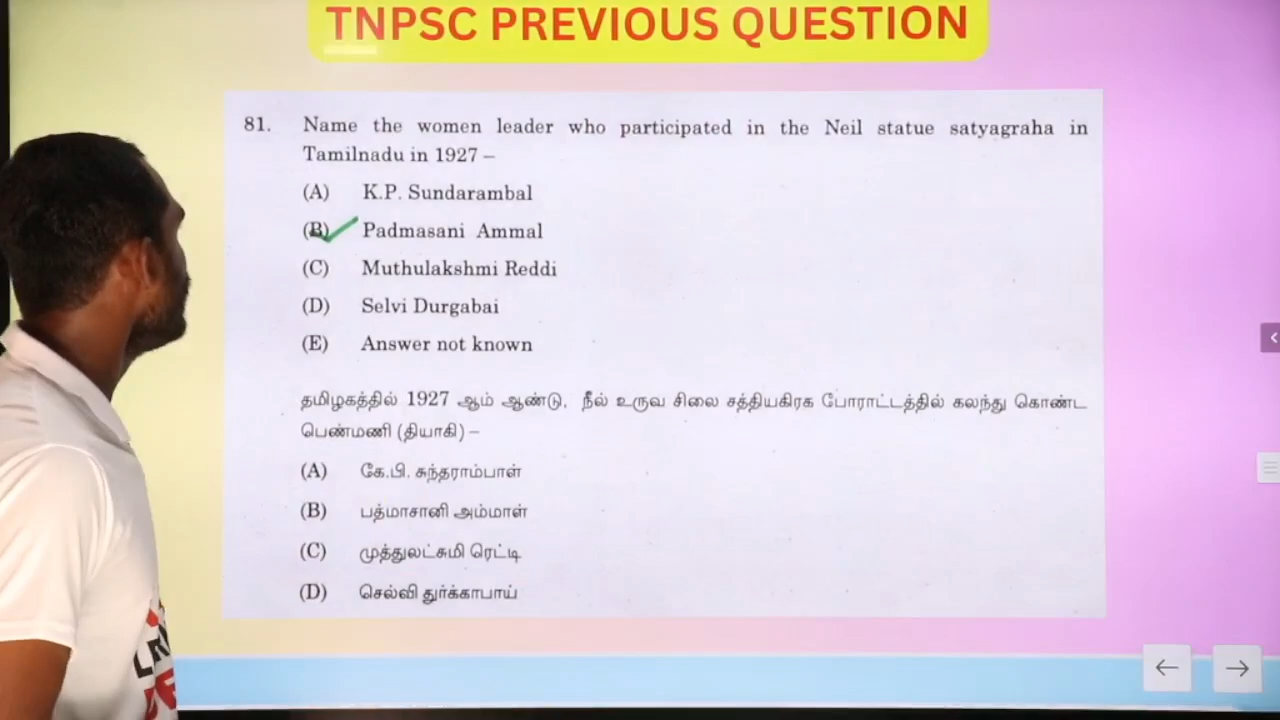 TNPSC PREVIOUS QUESTION
81. Name the women leader who participated in the Neil statue satyagraha in
Tamilnadu in 1927 –
(A) K.P. Sundarambal
(B) Padmasani Ammal
(C) Muthulakshmi Reddi
(D) Selvi Durgabai
(E) Answer not known
தமிழகத்தில் 1927 ஆம் ஆண்டு, நீல் உருவ சிலை சத்தியகிரக போராட்டத்தில் கலந்து கொண்ட
பெண்மணி (தியாகி) –
(A) கே.பி. சுந்தராம்பாள்
(B) பத்மாசானி அம்மாள்
(C) முத்துலட்சுமி ரெட்டி
(D) செல்வி துர்க்காபாய்